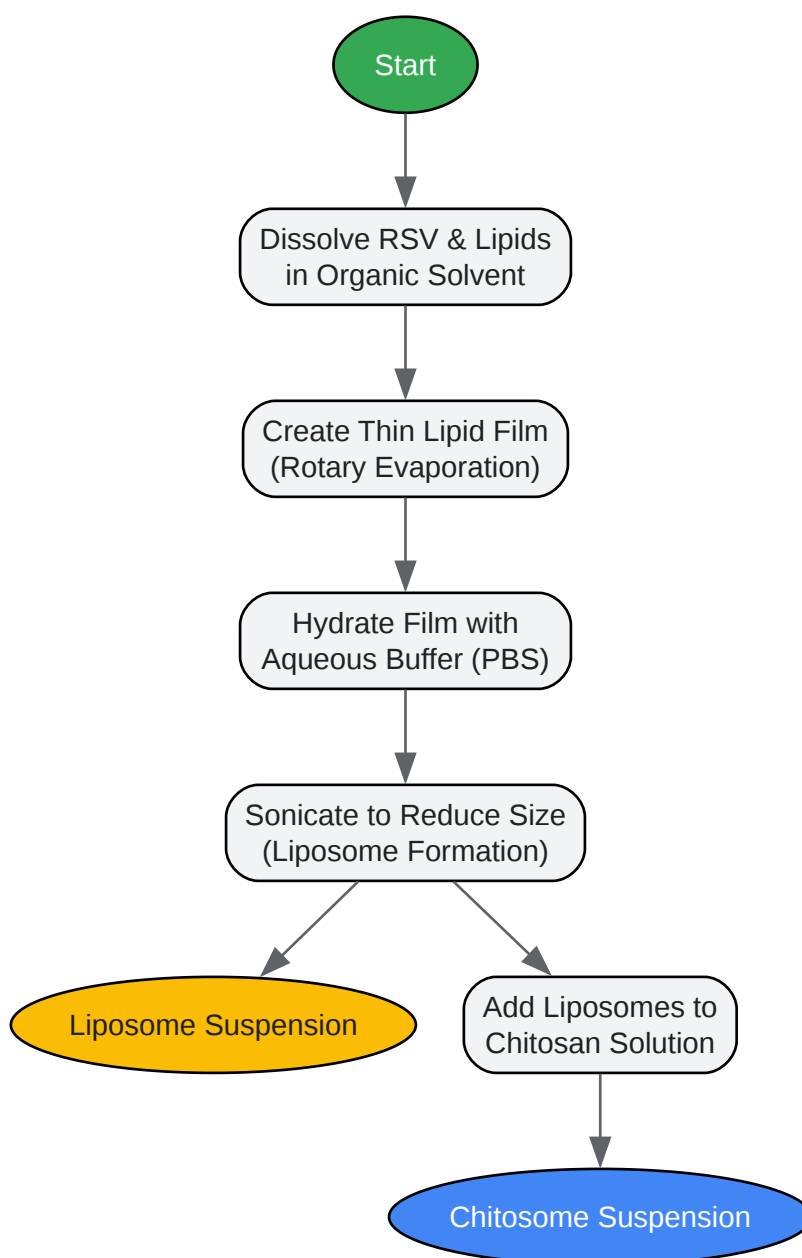 Start
Dissolve RSV & Lipids
in Organic Solvent
Create Thin Lipid Film
(Rotary Evaporation)
Hydrate Film with
Aqueous Buffer (PBS)
Sonicate to Reduce Size
(Liposome Formation)
Liposome Suspension
Add Liposomes to
Chitosan Solution
Chitosome Suspension